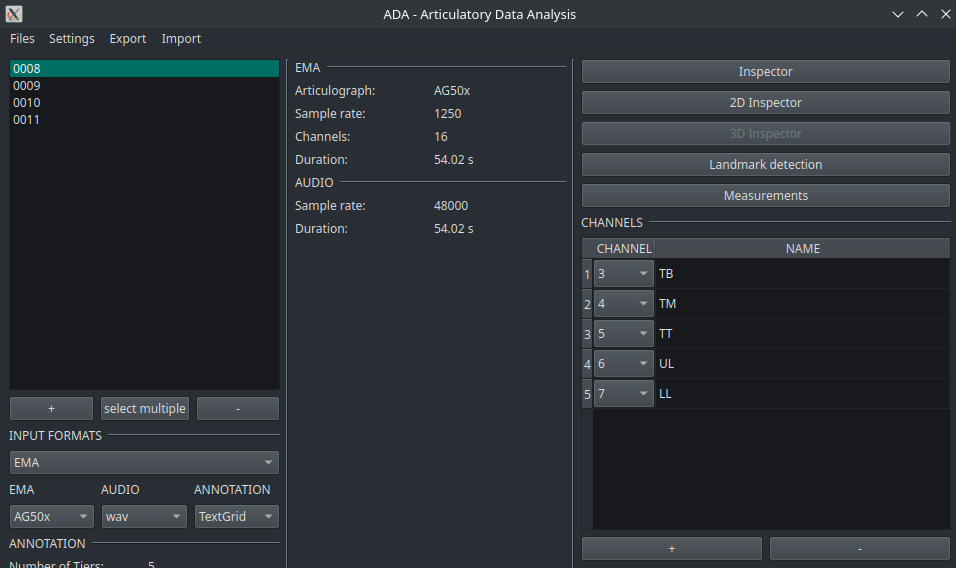 ADA - Articulatory Data Analysis
Files Settings Export Import
0008
0009
0010
0011
+ select multiple -
INPUT FORMATS
EMA
EMA AUDIO ANNOTATION
AG50x wav TextGrid
ANNOTATION
Number of Tiers: 5
EMA
Articulograph: AG50x
Sample rate: 1250
Channels: 16
Duration: 54.02 s
AUDIO
Sample rate: 48000
Duration: 54.02 s
Inspector
2D Inspector
3D Inspector
Landmark detection
Measurements
CHANNELS
CHANNEL NAME
1 3 TB
2 4 TM
3 5 TT
4 6 UL
5 7 LL
+ -